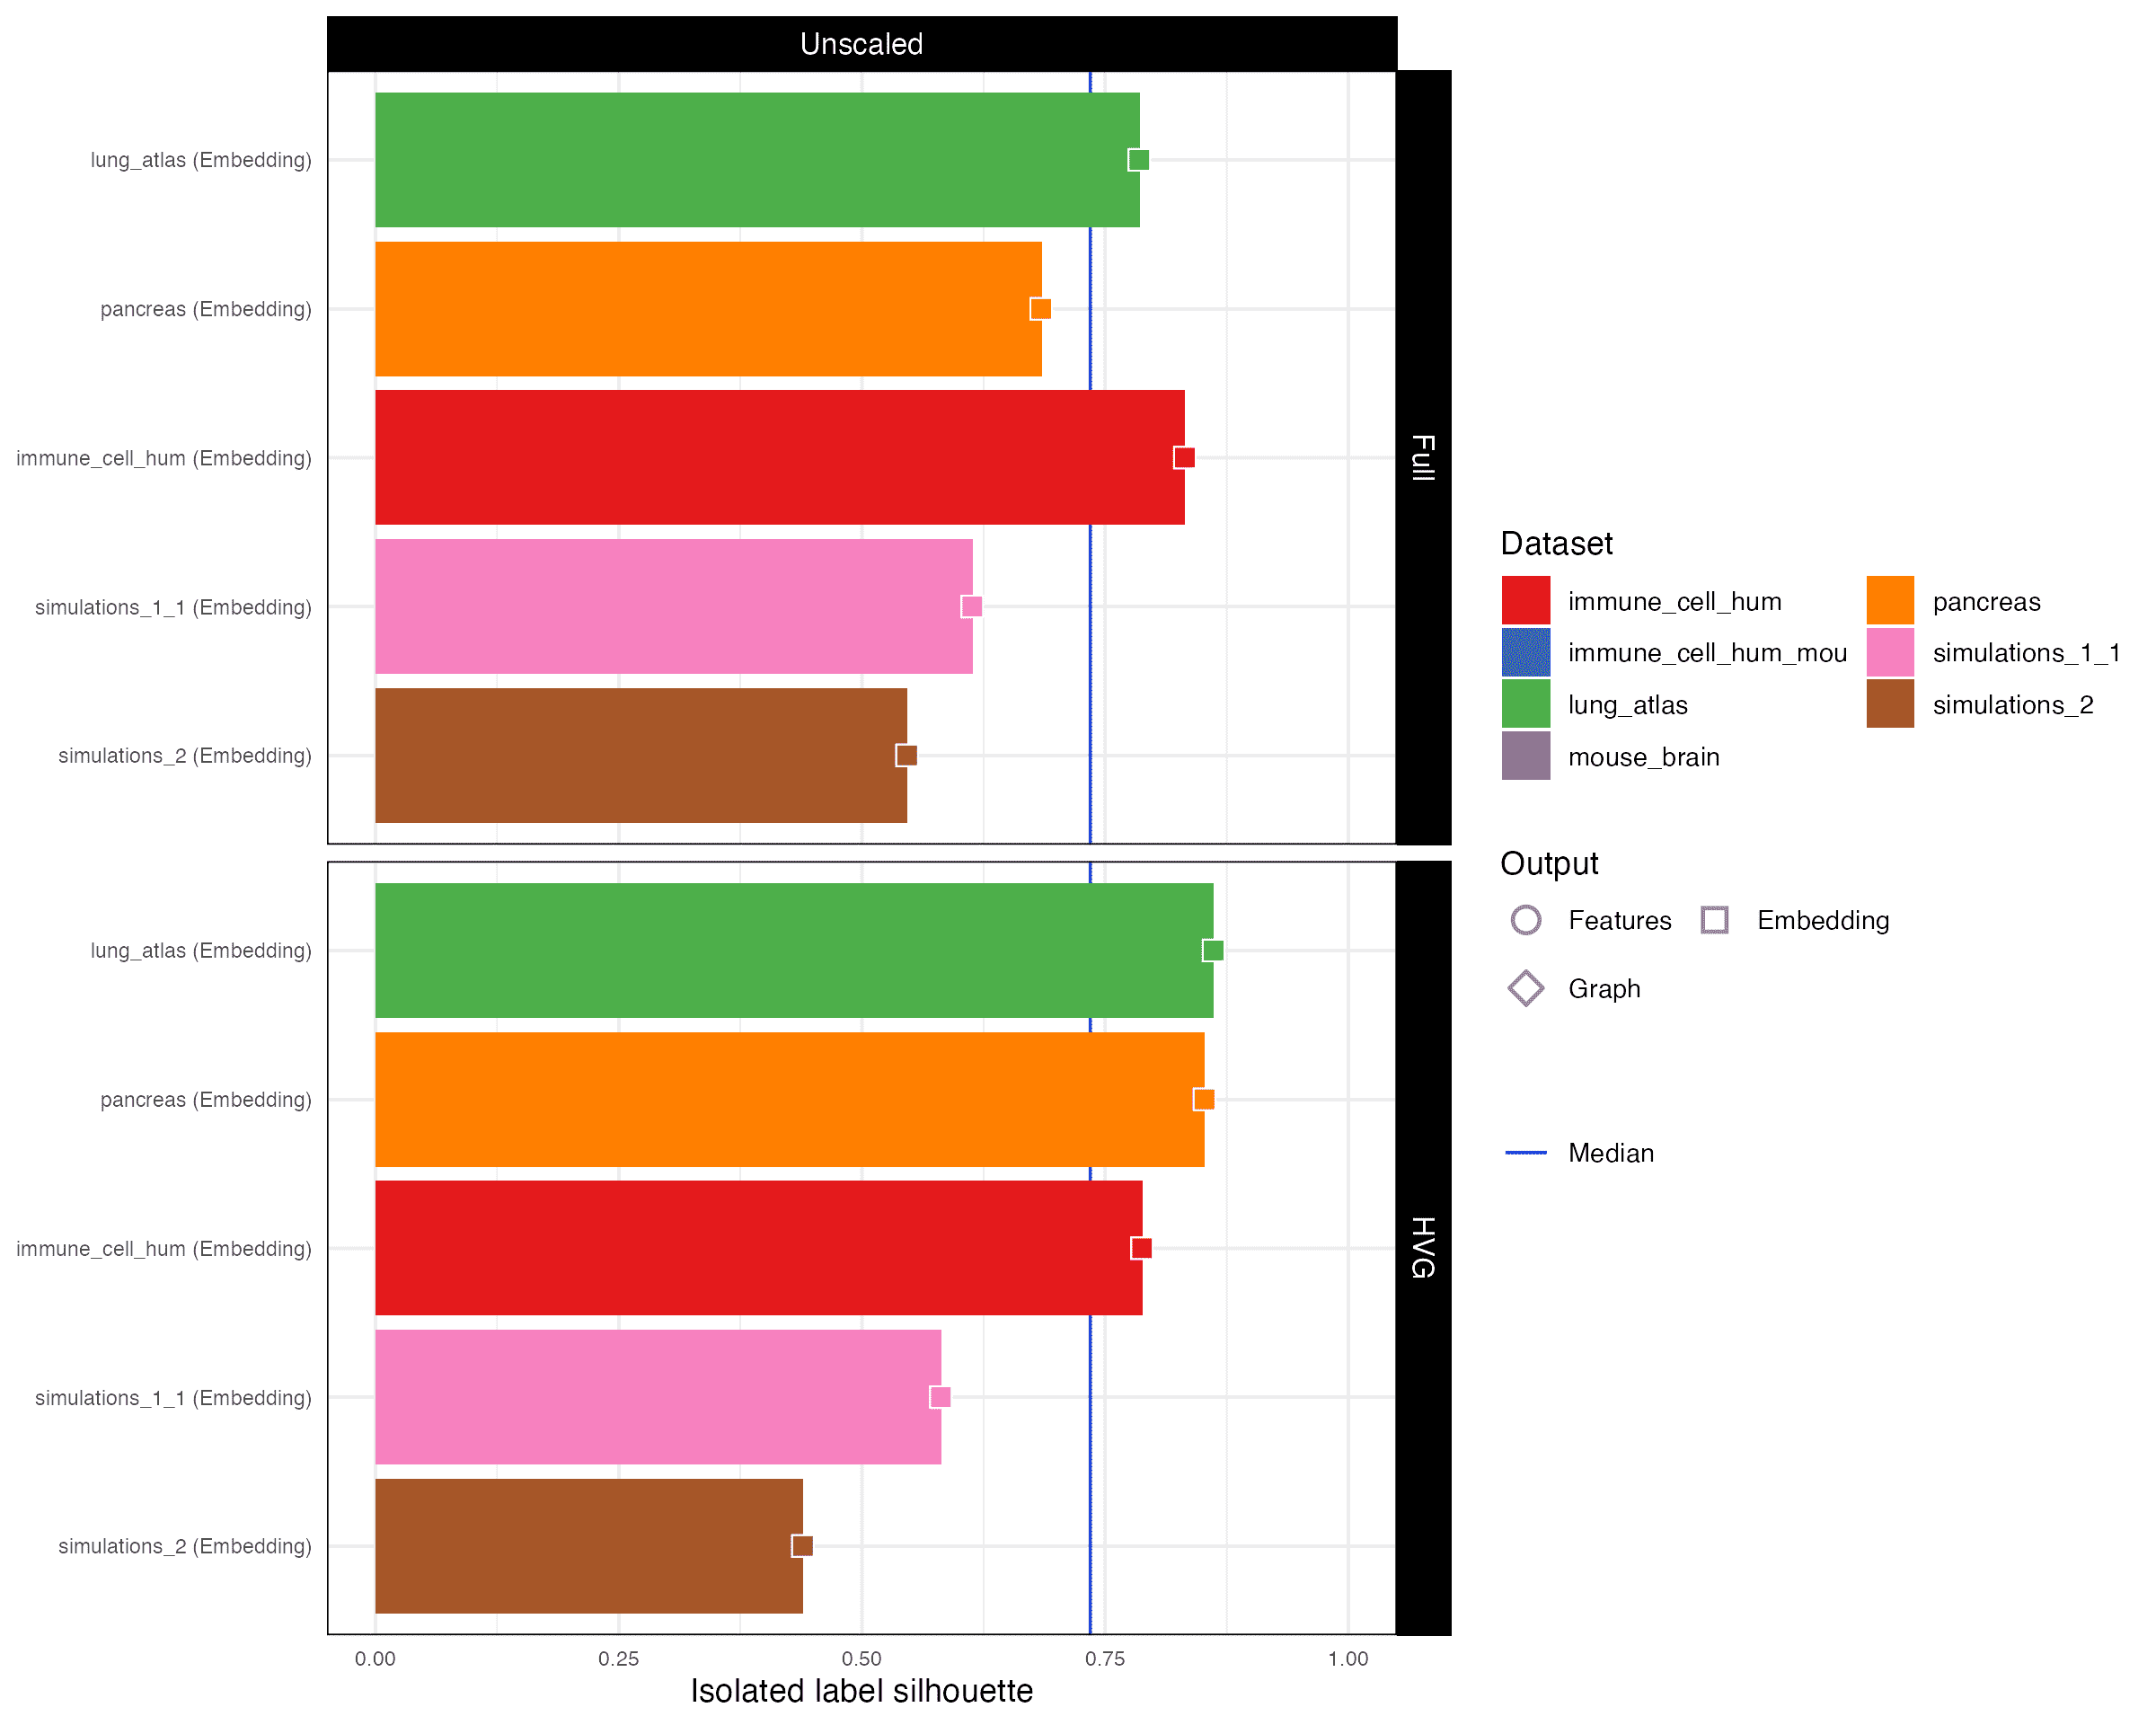 Unscaled
lung_atlas (Embedding)
pancreas (Embedding)
immune_cell_hum (Embedding)
simulations_1_1 (Embedding)
simulations_2 (Embedding)
Full
lung_atlas (Embedding)
pancreas (Embedding)
immune_cell_hum (Embedding)
simulations_1_1 (Embedding)
simulations_2 (Embedding)
HVG
0.00 0.25 0.50 0.75 1.00
Isolated label silhouette
Dataset
immune_cell_hum pancreas
immune_cell_hum_mou simulations_1_1
lung_atlas simulations_2
mouse_brain
Output
Features Embedding
Graph
Median